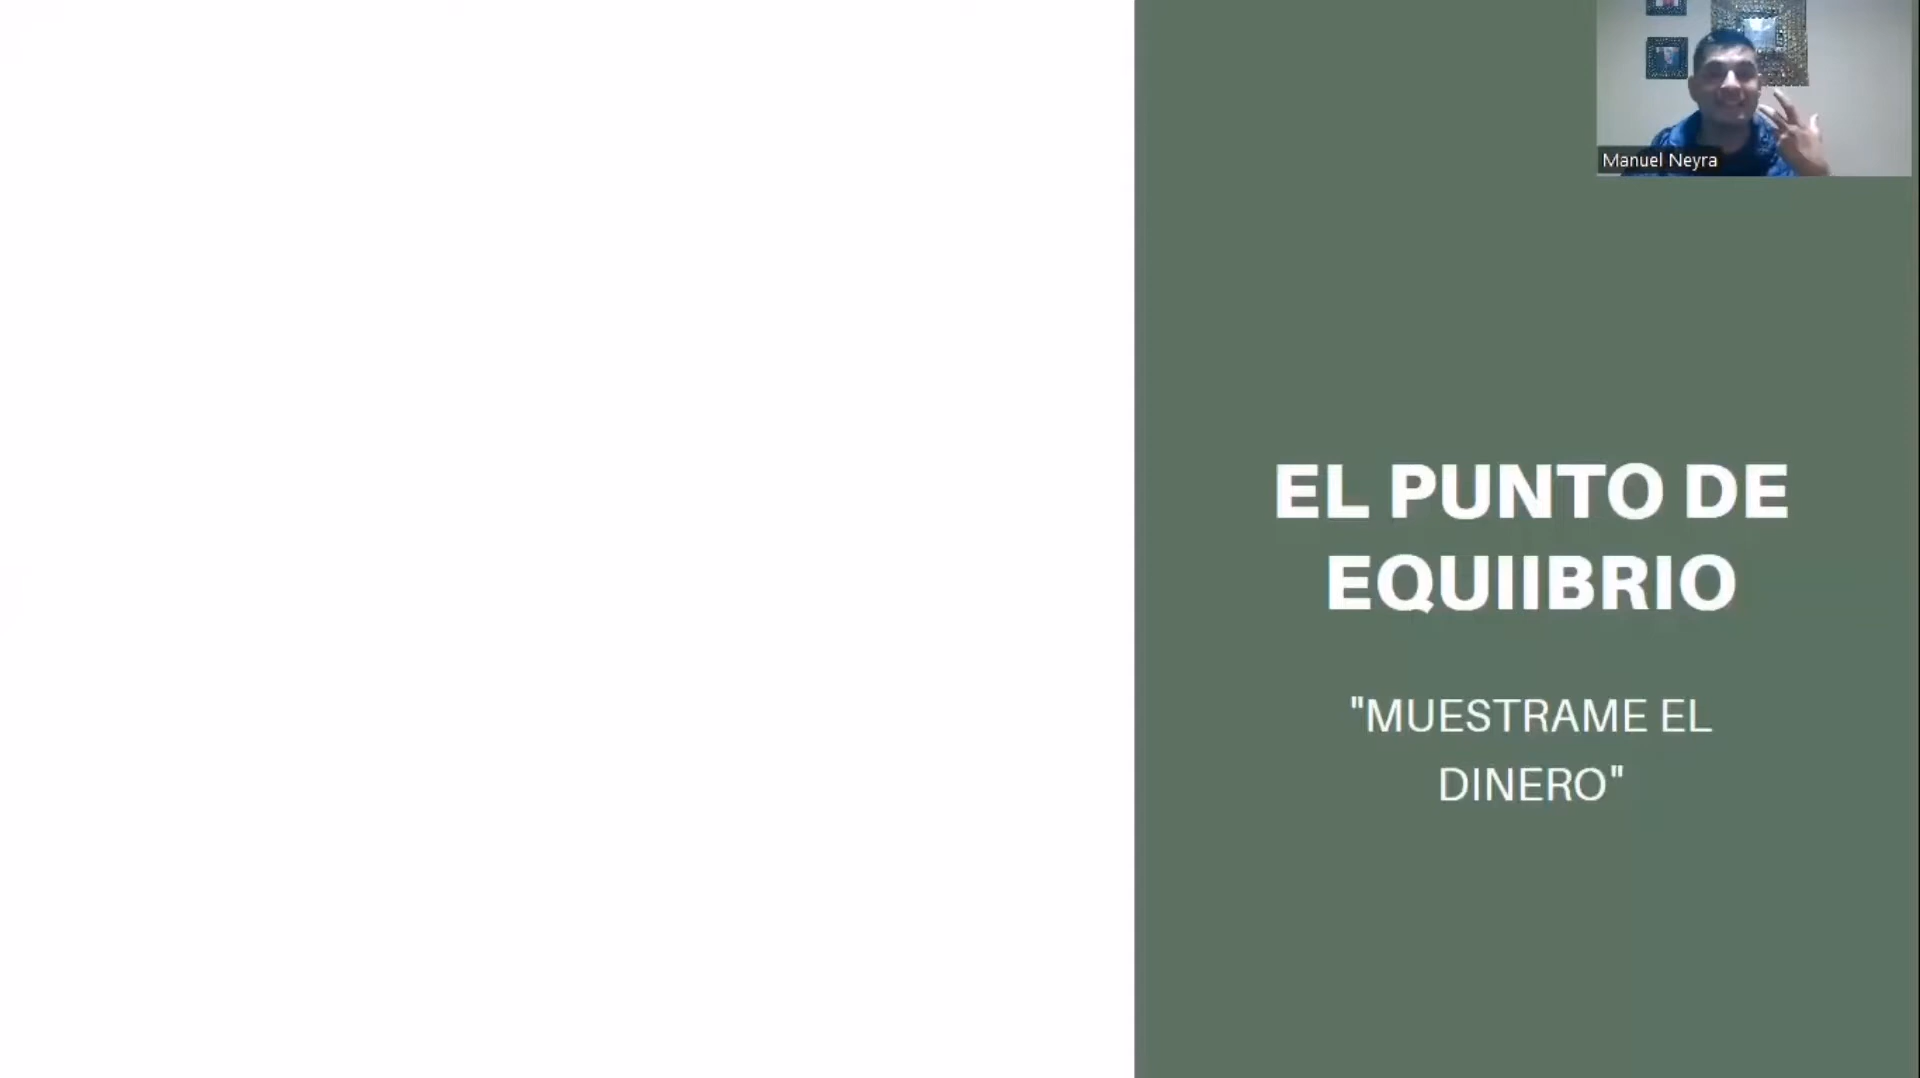 Manuel Neyra
EL PUNTO DE
EQUIIBRIO
"MUESTRAME EL
DINERO"